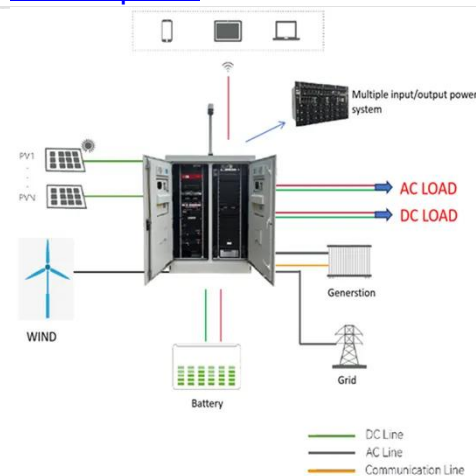 Multiple input/output power
system
PV1
PVN
AC LOAD
DC LOAD
WIND
Generstion
Battery
Grid
DC Line
AC Line
Communication Line